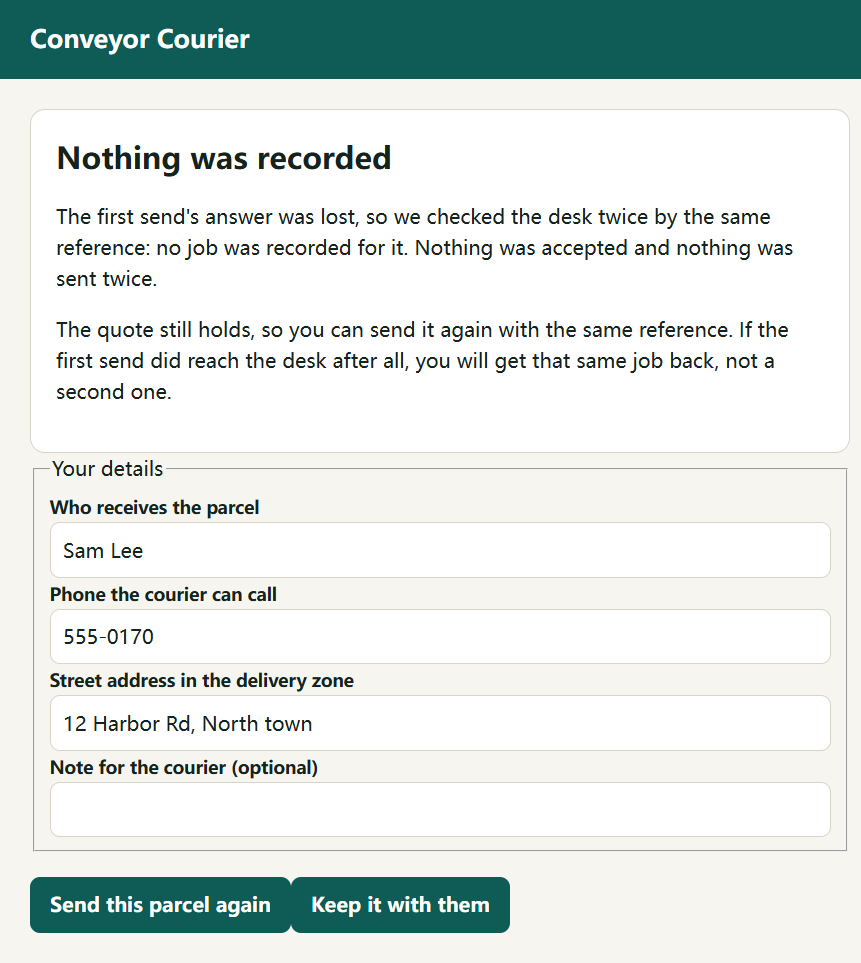 Conveyor Courier
Nothing was recorded
The first send's answer was lost, so we checked the desk twice by the same
reference: no job was recorded for it. Nothing was accepted and nothing was
sent twice.
The quote still holds, so you can send it again with the same reference. If the
first send did reach the desk after all, you will get that same job back, not a
second one.
Your details
Who receives the parcel
Sam Lee
Phone the courier can call
555-0170
Street address in the delivery zone
12 Harbor Rd, North town
Note for the courier (optional)
Send this parcel again
Keep it with them